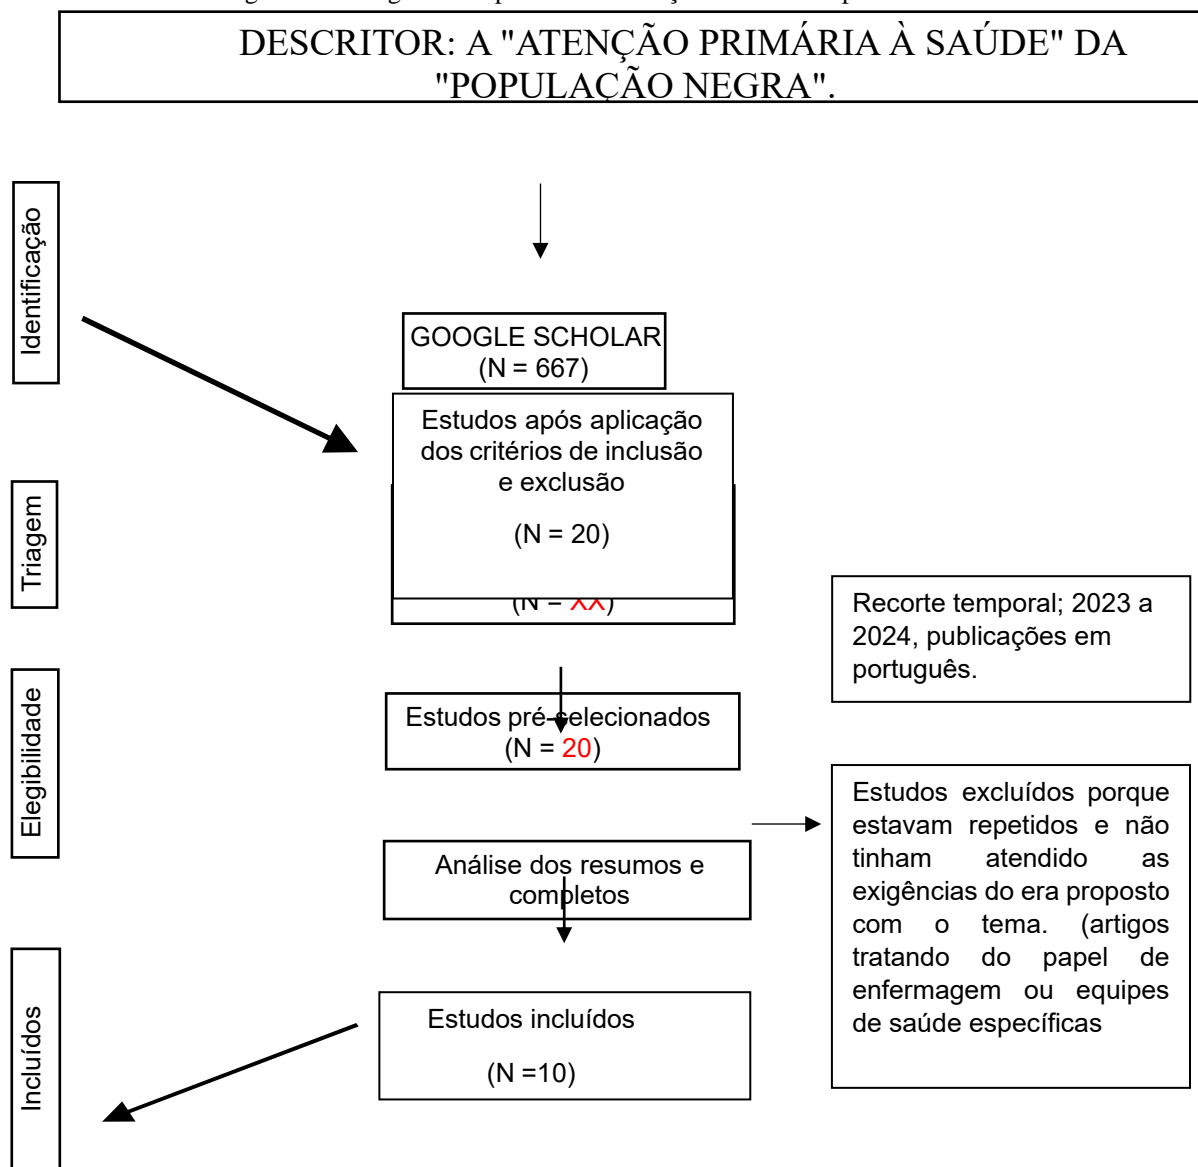 DESCRITOR: A "ATENÇÃO PRIMÁRIA À SAÚDE" DA
"POPULAÇÃO NEGRA".
Identificação
GOOGLE SCHOLAR
(N = 667)
Estudos após aplicação
dos critérios de inclusão
e exclusão
(N = 20)
(N = XX)
Triagem
Recorte temporal; 2023 a
2024, publicações em
português.
Elegibilidade
Estudos pré-selecionados
(N = 20)
Análise dos resumos e
completos
Estudos excluídos porque
estavam repetidos e não
tinham atendido as
exigências do era proposto
com o tema. (artigos
tratando do papel de
enfermagem ou equipes
de saúde específicas
Incluídos
Estudos incluídos
(N =10)